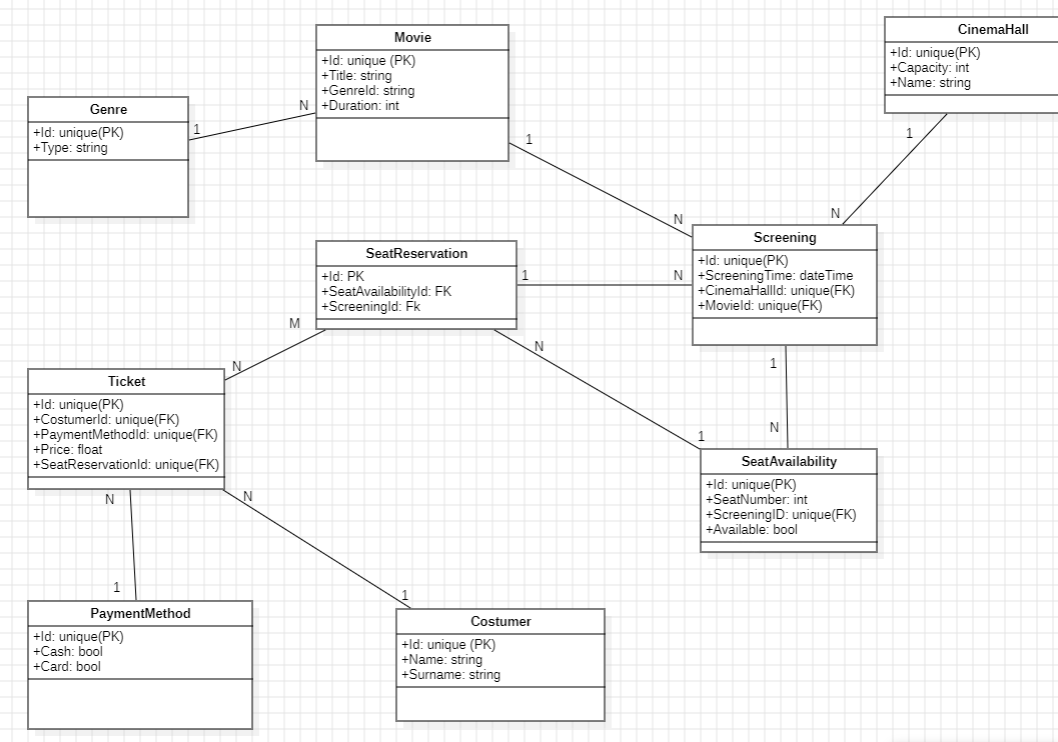 Movie
+Id: unique (PK)
+Title: string
+GenreId: string
+Duration: int
CinemaHall
+Id: unique(PK)
+Capacity: int
+Name: string
Genre
+Id: unique(PK)
+Type: string
1
N
1
N
1
N
Screening
+Id: unique(PK)
+ScreeningTime: dateTime
+CinemaHallId: unique(FK)
+MovieId: unique(FK)
SeatReservation
+Id: PK
+SeatAvailabilityId: FK
+ScreeningId: Fk
1
N
M
N
N
1
1
N
Ticket
+Id: unique(PK)
+CostumerId: unique(FK)
+PaymentMethodId: unique(FK)
+Price: float
+SeatReservationId: unique(FK)
SeatAvailability
+Id: unique(PK)
+SeatNumber: int
+ScreeningID: unique(FK)
+Available: bool
N
1
N
1
PaymentMethod
+Id: unique(PK)
+Cash: bool
+Card: bool
Costumer
+Id: unique (PK)
+Name: string
+Surname: string